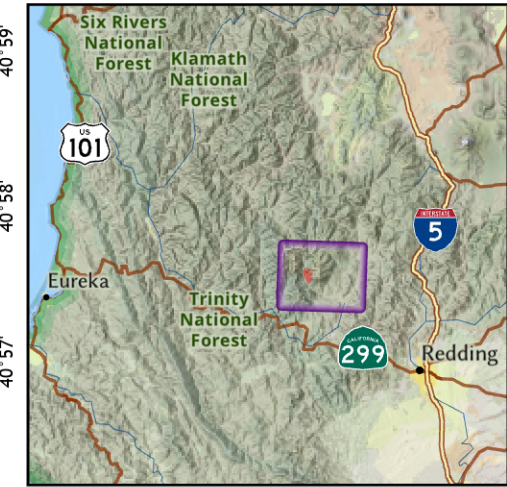 40°59'
40°58'
40°57'
Six Rivers
National
Forest
Klamath
National
Forest
US
101
INTERSTATE
5
Eureka
Trinity
National
Forest
CALIFORNIA
299
Redding